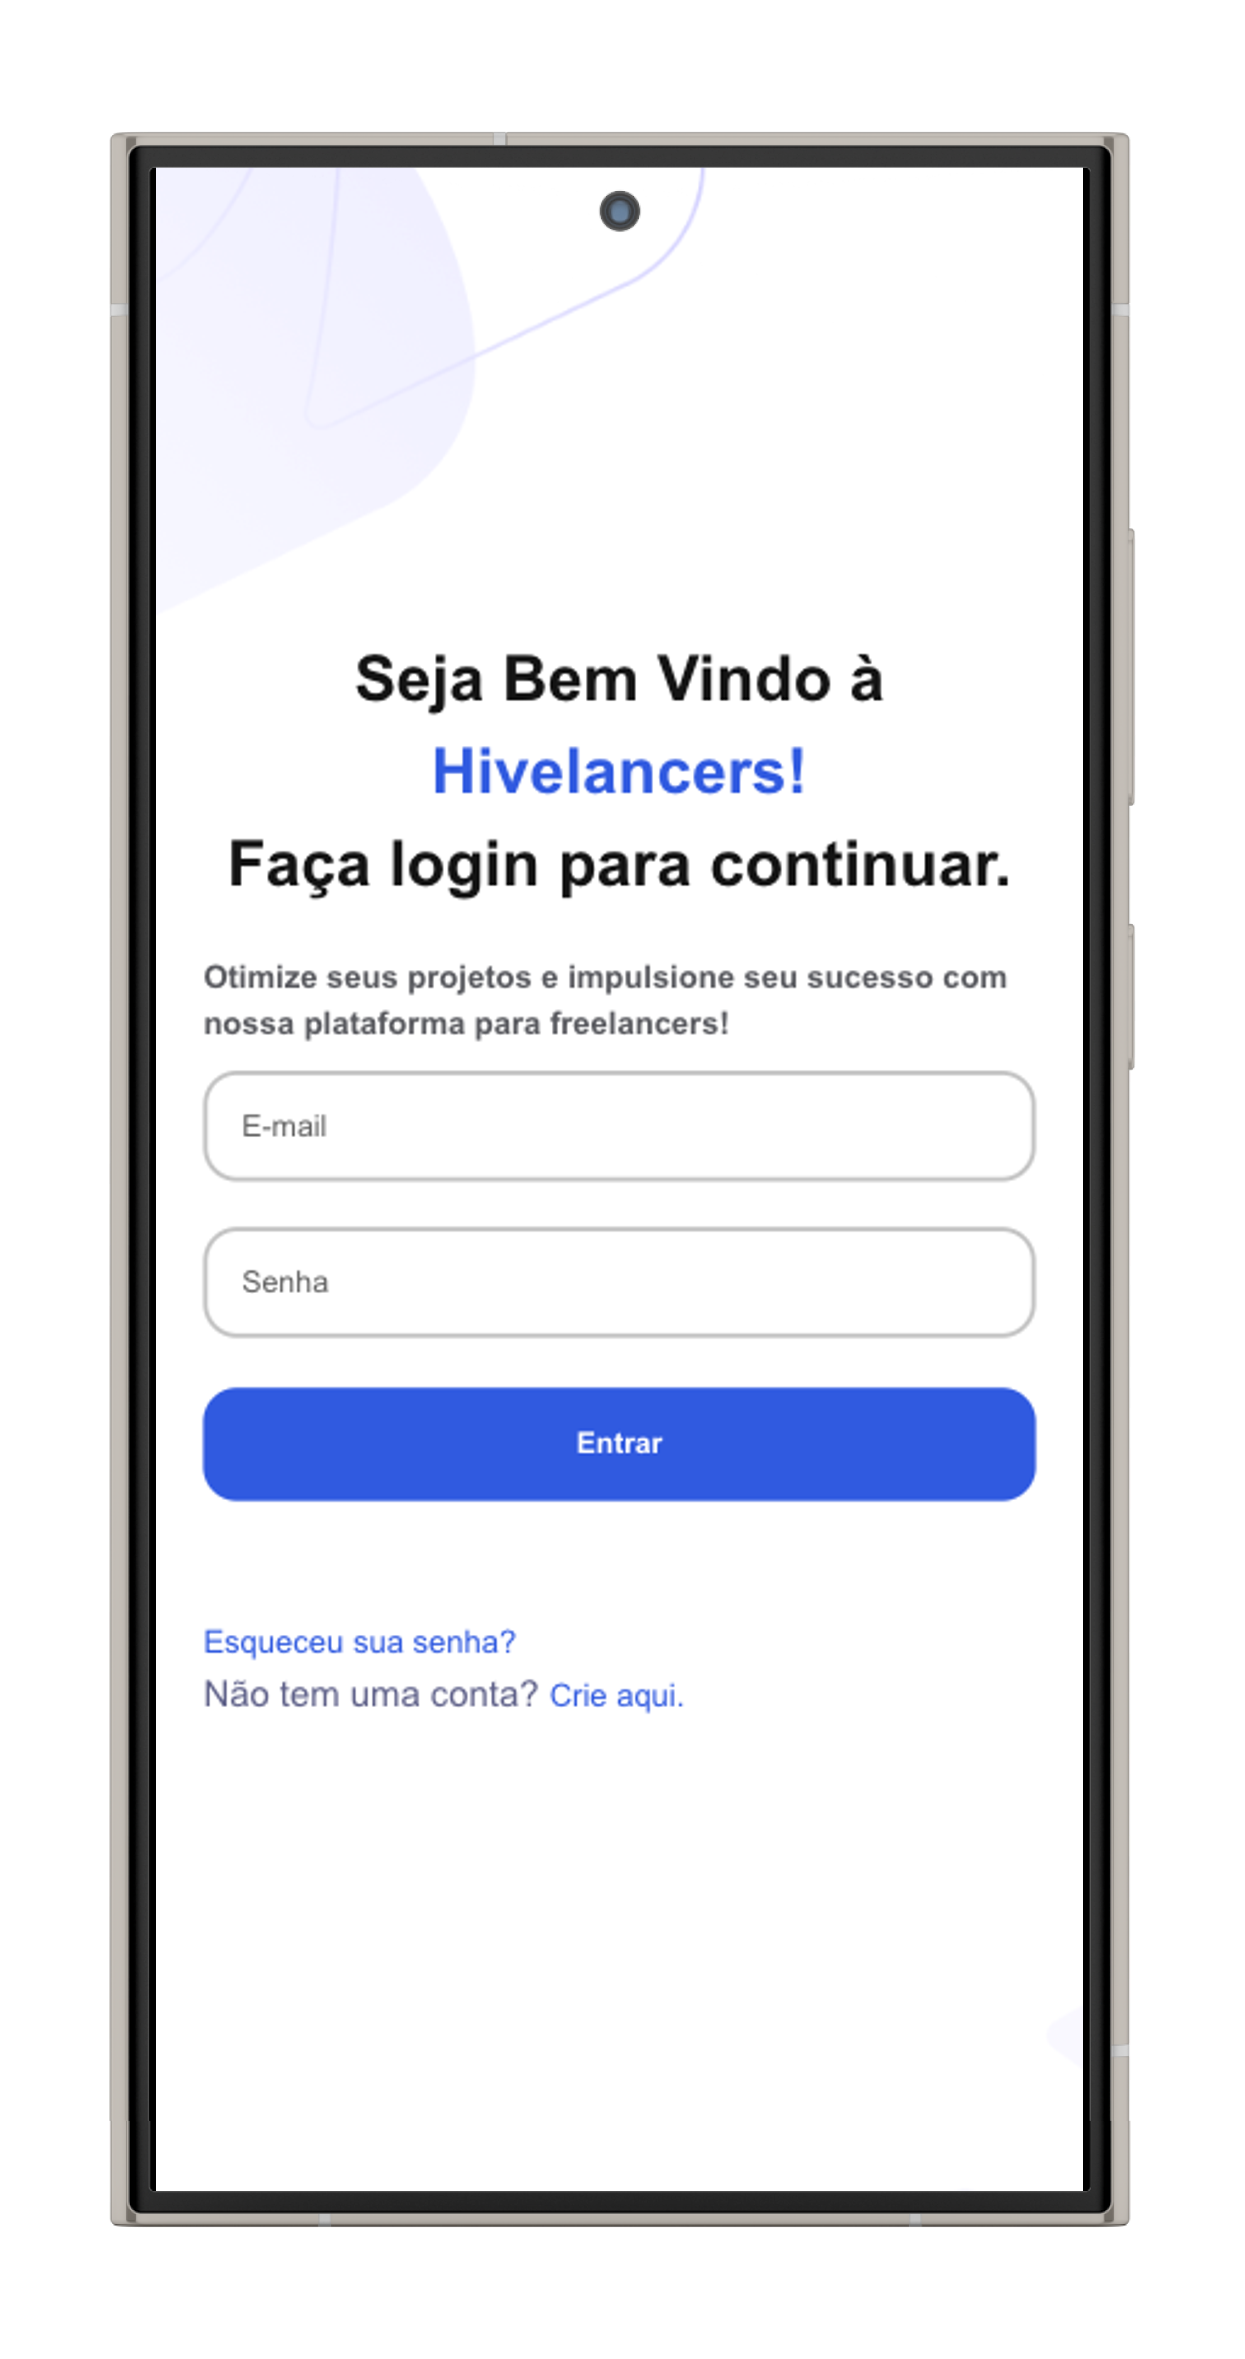 Seja Bem Vindo à
Hivelancers!
Faça login para continuar.
Otimize seus projetos e impulsione seu sucesso com
nossa plataforma para freelancers!
E-mail
Senha
Entrar
Esqueceu sua senha?
Não tem uma conta? Crie aqui.